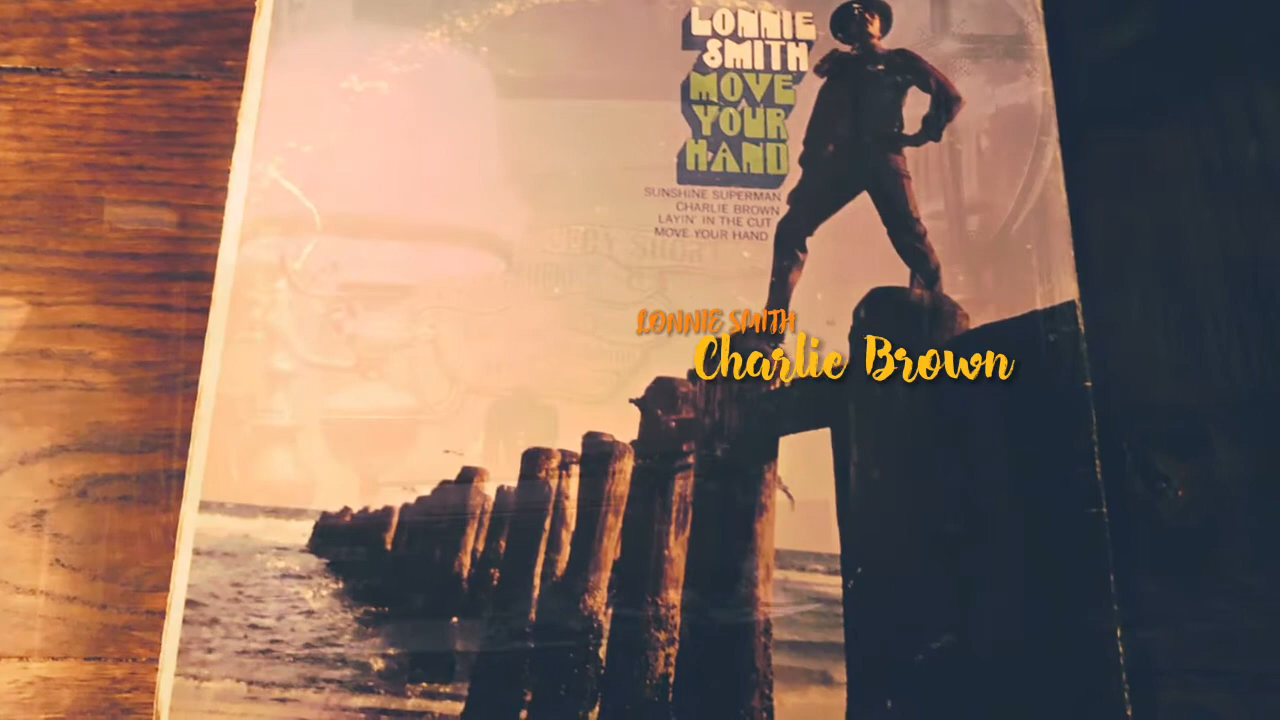 LONNIE
SMITH
MOVE
YOUR
HAND
SUNSHINE SUPERMAN
CHARLIE BROWN
LAYIN' IN THE CUT
MOVE YOUR HAND
LONNIE SMITH
Charlie Brown